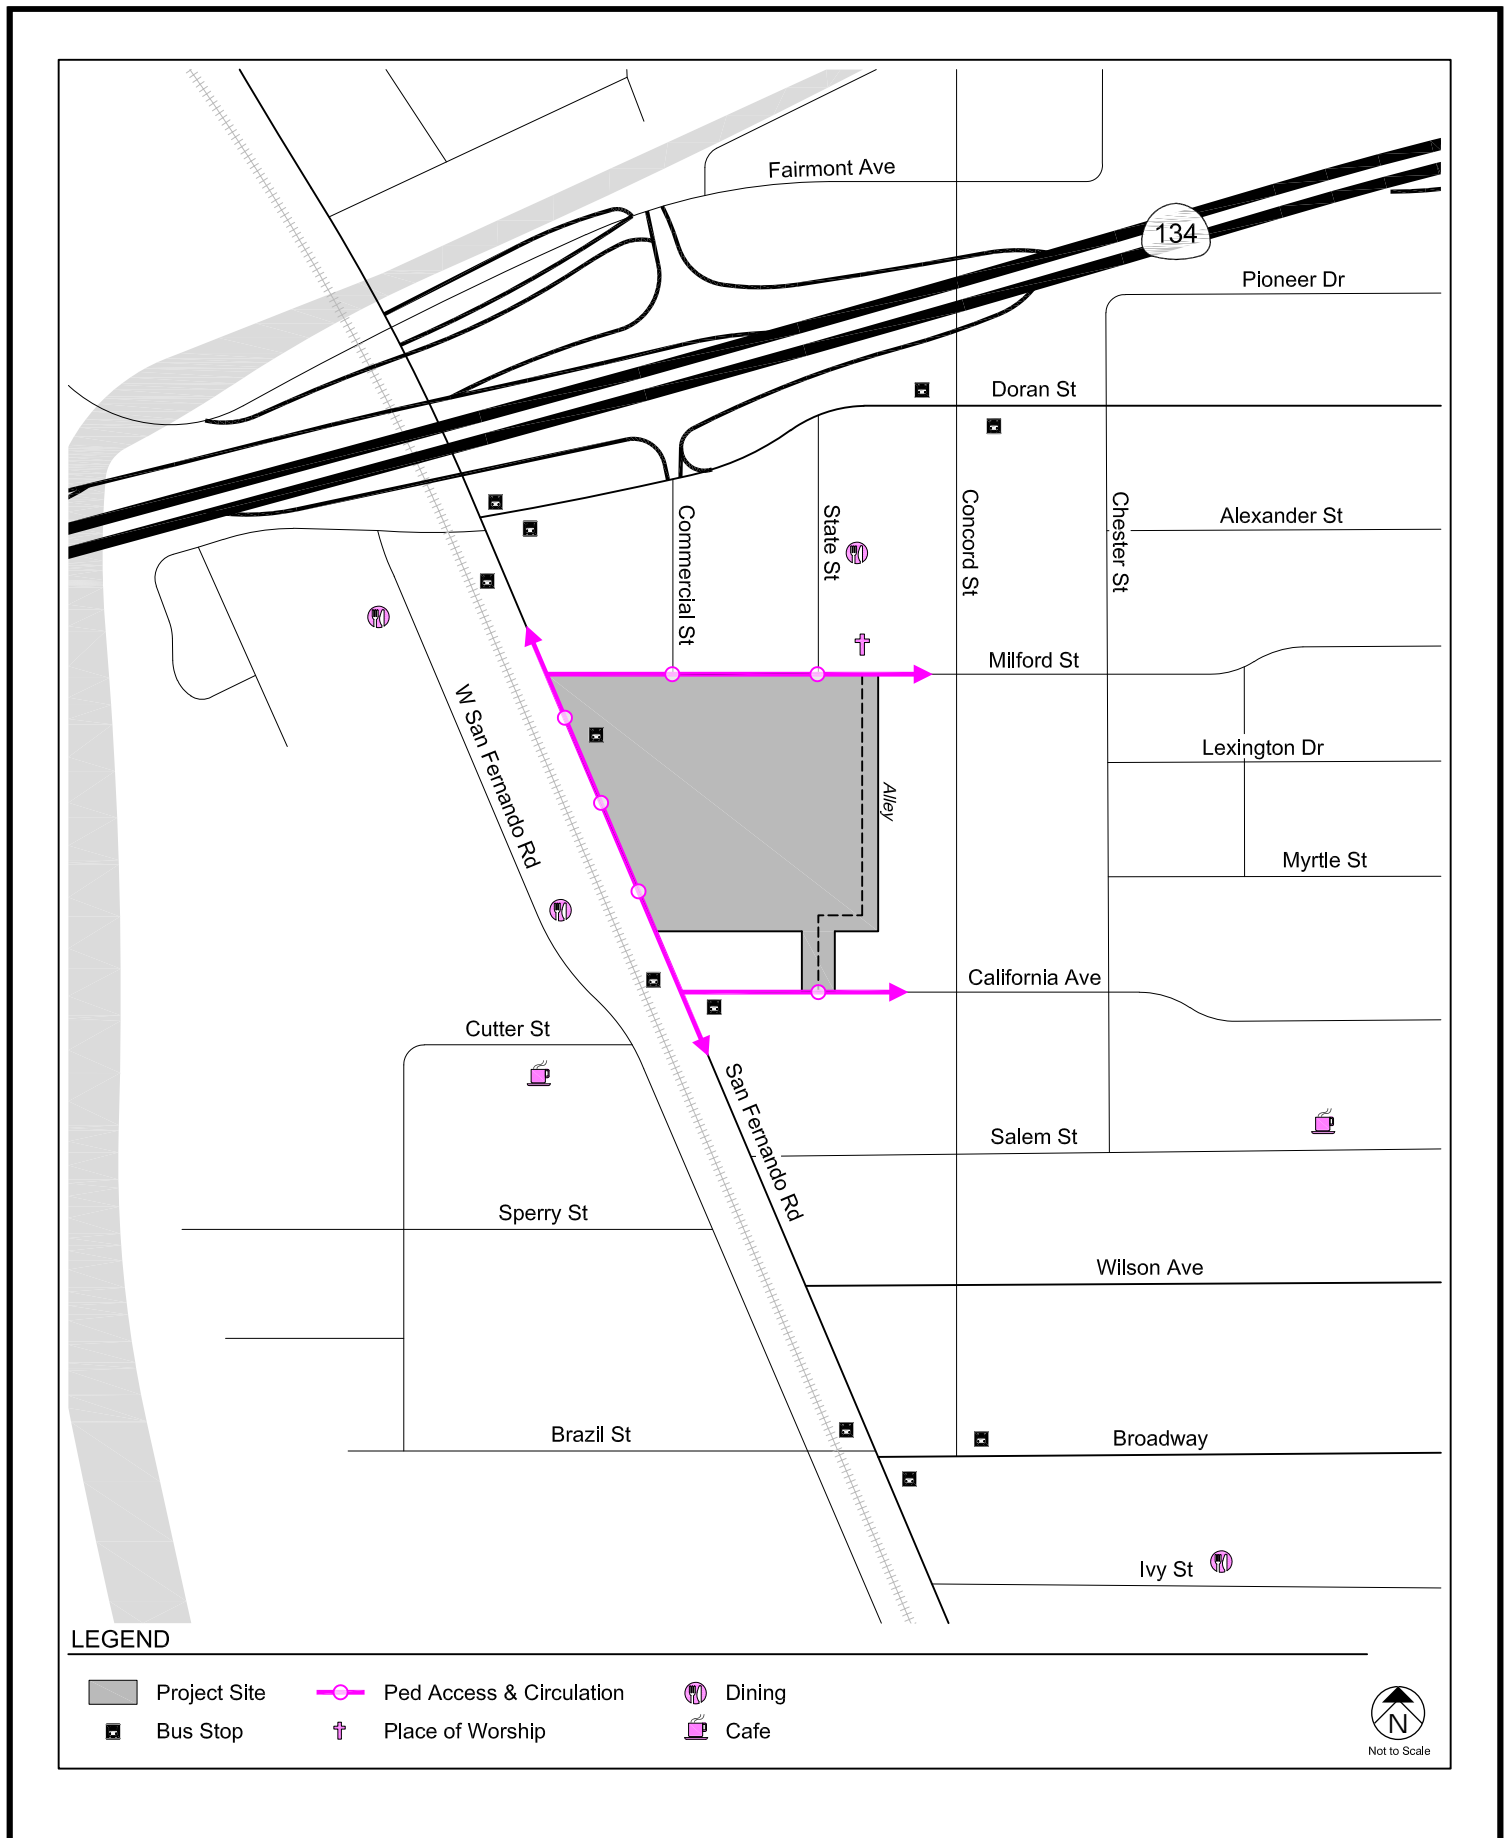 Fairmont Ave
134
Pioneer Dr
Doran St
Commercial St
State St
Concord St
Chester St
Alexander St
Milford St
W San Fernando Rd
Lexington Dr
Alley
Myrtle St
California Ave
Cutter St
San Fernando Rd
Salem St
Sperry St
Wilson Ave
Brazil St
Broadway
Ivy St
LEGEND
Project Site
Ped Access & Circulation
Dining
Bus Stop
Place of Worship
Cafe
N
Not to Scale